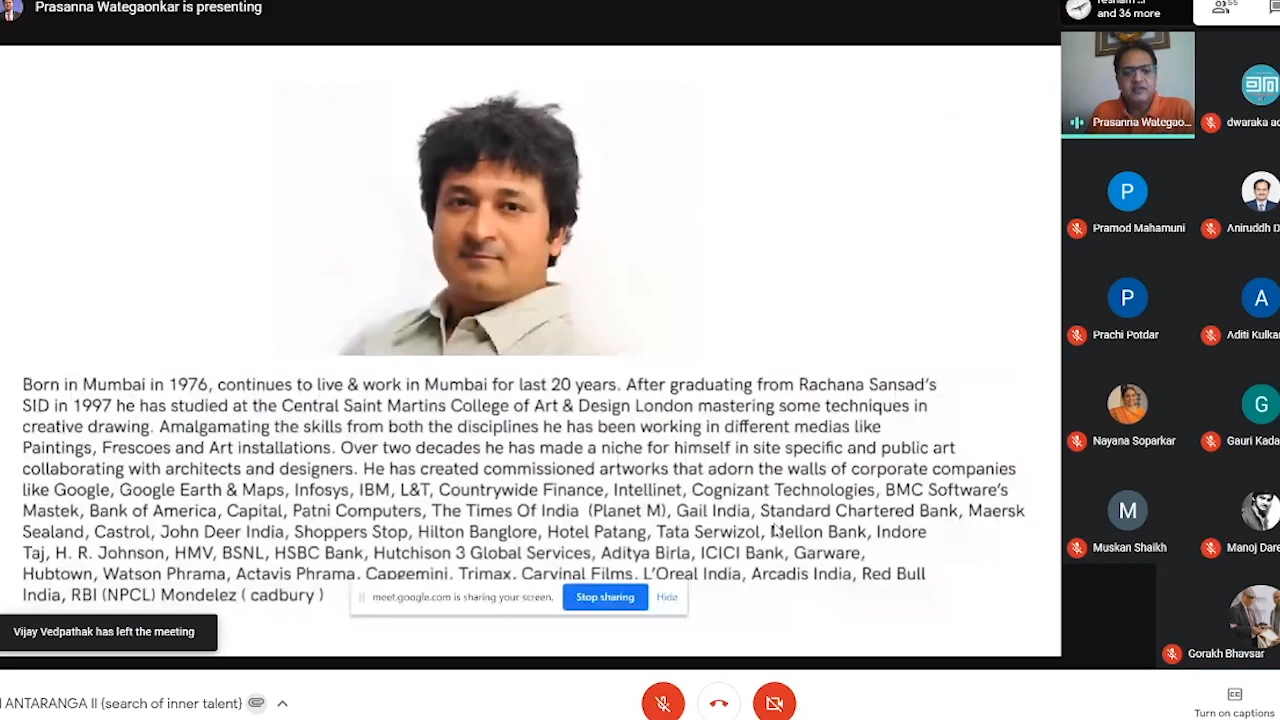 Prasanna Wategaonkar is presenting
and 36 more
55
Born in Mumbai in 1976, continues to live & work in Mumbai for last 20 years. After graduating from Rachana Sansad's
SID in 1997 he has studied at the Central Saint Martins College of Art & Design London mastering some techniques in
creative drawing. Amalgamating the skills from both the disciplines he has been working in different medias like
Paintings, Frescoes and Art installations. Over two decades he has made a niche for himself in site specific and public art
collaborating with architects and designers. He has created commissioned artworks that adorn the walls of corporate companies
like Google, Google Earth & Maps, Infosys, IBM, L&T, Countrywide Finance, Intellinet, Cognizant Technologies, BMC Software's
Mastek, Bank of America, Capital, Patni Computers, The Times Of India (Planet M), Gail India, Standard Chartered Bank, Maersk
Sealand, Castrol, John Deer India, Shoppers Stop, Hilton Banglore, Hotel Patang, Tata Serwizol, Mellon Bank, Indore
Taj, H. R. Johnson, HMV, BSNL, HSBC Bank, Hutchison 3 Global Services, Aditya Birla, ICICI Bank, Garware,
Hubtown, Watson Phrama, Actavis Phrama, Capgemini, Trimax, Carvinal Films, L'Oreal India, Arcadis India, Red Bull
India, RBI (NPCL) Mondelez ( cadbury )
meet.google.com is sharing your screen.
Stop sharing
Hide
Vijay Vedpathak has left the meeting
ANTARANGA II {search of inner talent}
Prasanna Wategao...
dwaraka ad
P
Pramod Mahamuni
Aniruddh D
P
A
Prachi Potdar
Aditi Kulka
G
Nayana Soparkar
Gauri Kada
M
Muskan Shaikh
Manoj Dare
Gorakh Bhavsar
Turn on captions